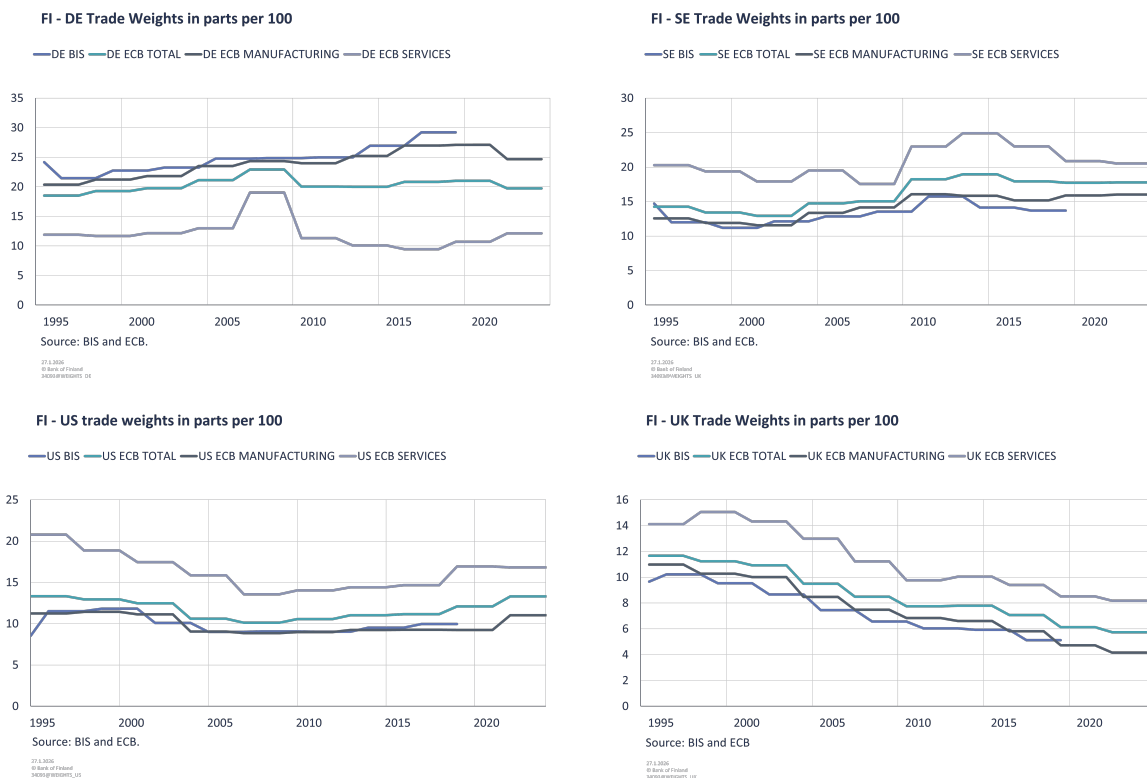 FI - DE Trade Weights in parts per 100
DE BIS DE ECB TOTAL DE ECB MANUFACTURING DE ECB SERVICES
35
30
25
20
15
10
5
0
1995 2000 2005 2010 2015 2020
Source: BIS and ECB.
27.1.2026
© Bank of Finland
34093@WEIGHTS_DE
FI - SE Trade Weights in parts per 100
SE BIS SE ECB TOTAL SE ECB MANUFACTURING SE ECB SERVICES
30
25
20
15
10
5
0
1995 2000 2005 2010 2015 2020
Source: BIS and ECB.
27.1.2026
© Bank of Finland
34093@WEIGHTS_UK
FI - US trade weights in parts per 100
US BIS US ECB TOTAL US ECB MANUFACTURING US ECB SERVICES
25
20
15
10
5
0
1995 2000 2005 2010 2015 2020
Source: BIS and ECB.
27.1.2026
© Bank of Finland
34093@WEIGHTS_US
FI - UK Trade Weights in parts per 100
UK BIS UK ECB TOTAL UK ECB MANUFACTURING UK ECB SERVICES
16
14
12
10
8
6
4
2
0
1995 2000 2005 2010 2015 2020
Source: BIS and ECB
27.1.2026
© Bank of Finland
34093@WEIGHTS_UK